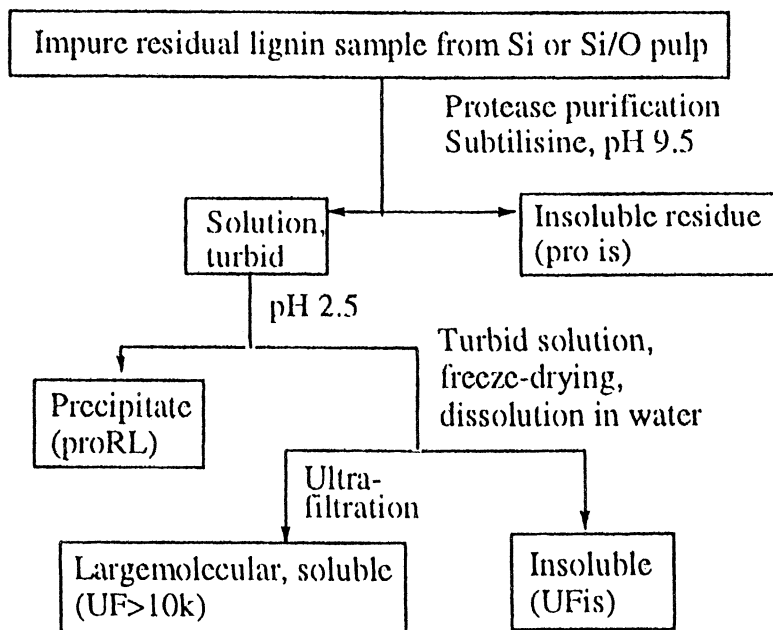 Impure residual lignin sample from Si or Si/O pulp
Protease purification
Subtilisine, pH 9.5
Solution,
turbid
Insoluble residue
(pro is)
pH 2.5
Turbid solution,
freeze-drying,
dissolution in water
Precipitate
(proRL)
Ultra-
filtration
Largemolecular, soluble
(UF>10k)
Insoluble
(UFis)